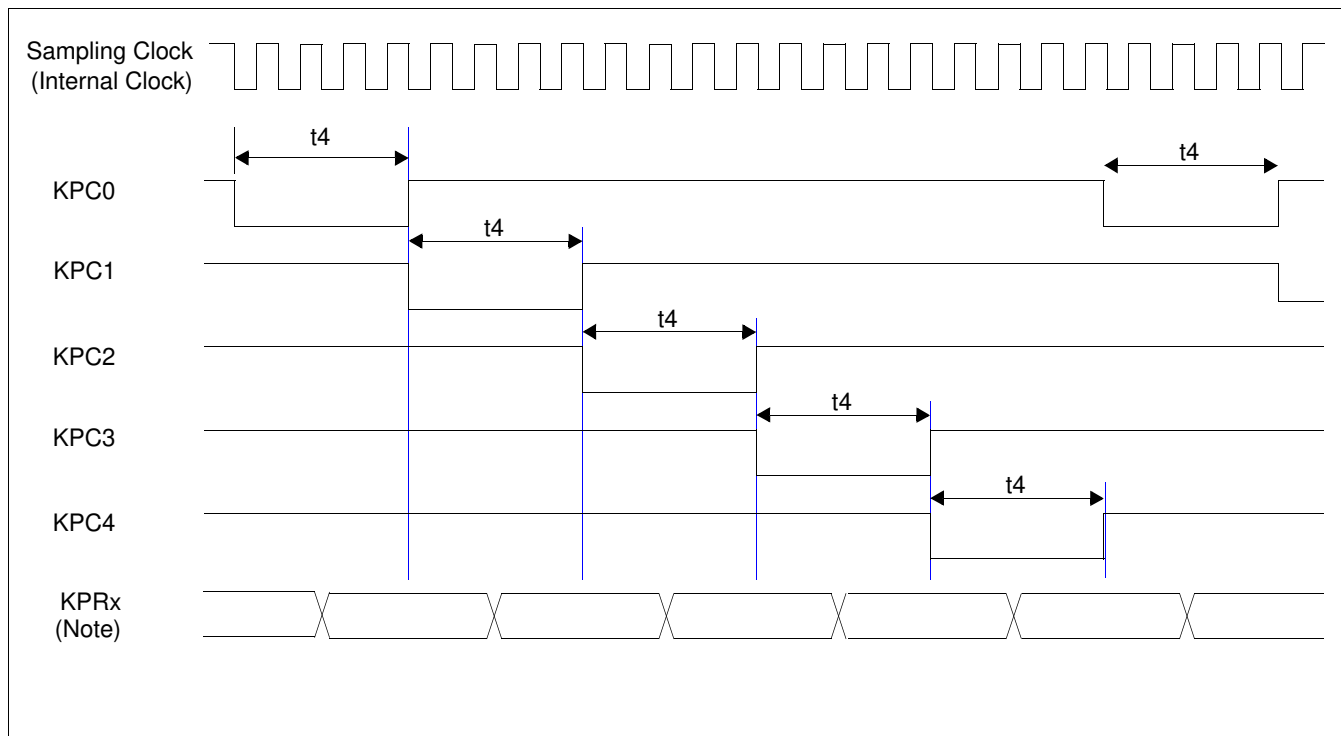 Sampling Clock
(Internal Clock)
t4
t4
KPC0
t4
KPC1
t4
KPC2
t4
KPC3
t4
KPC4
KPRx
(Note)